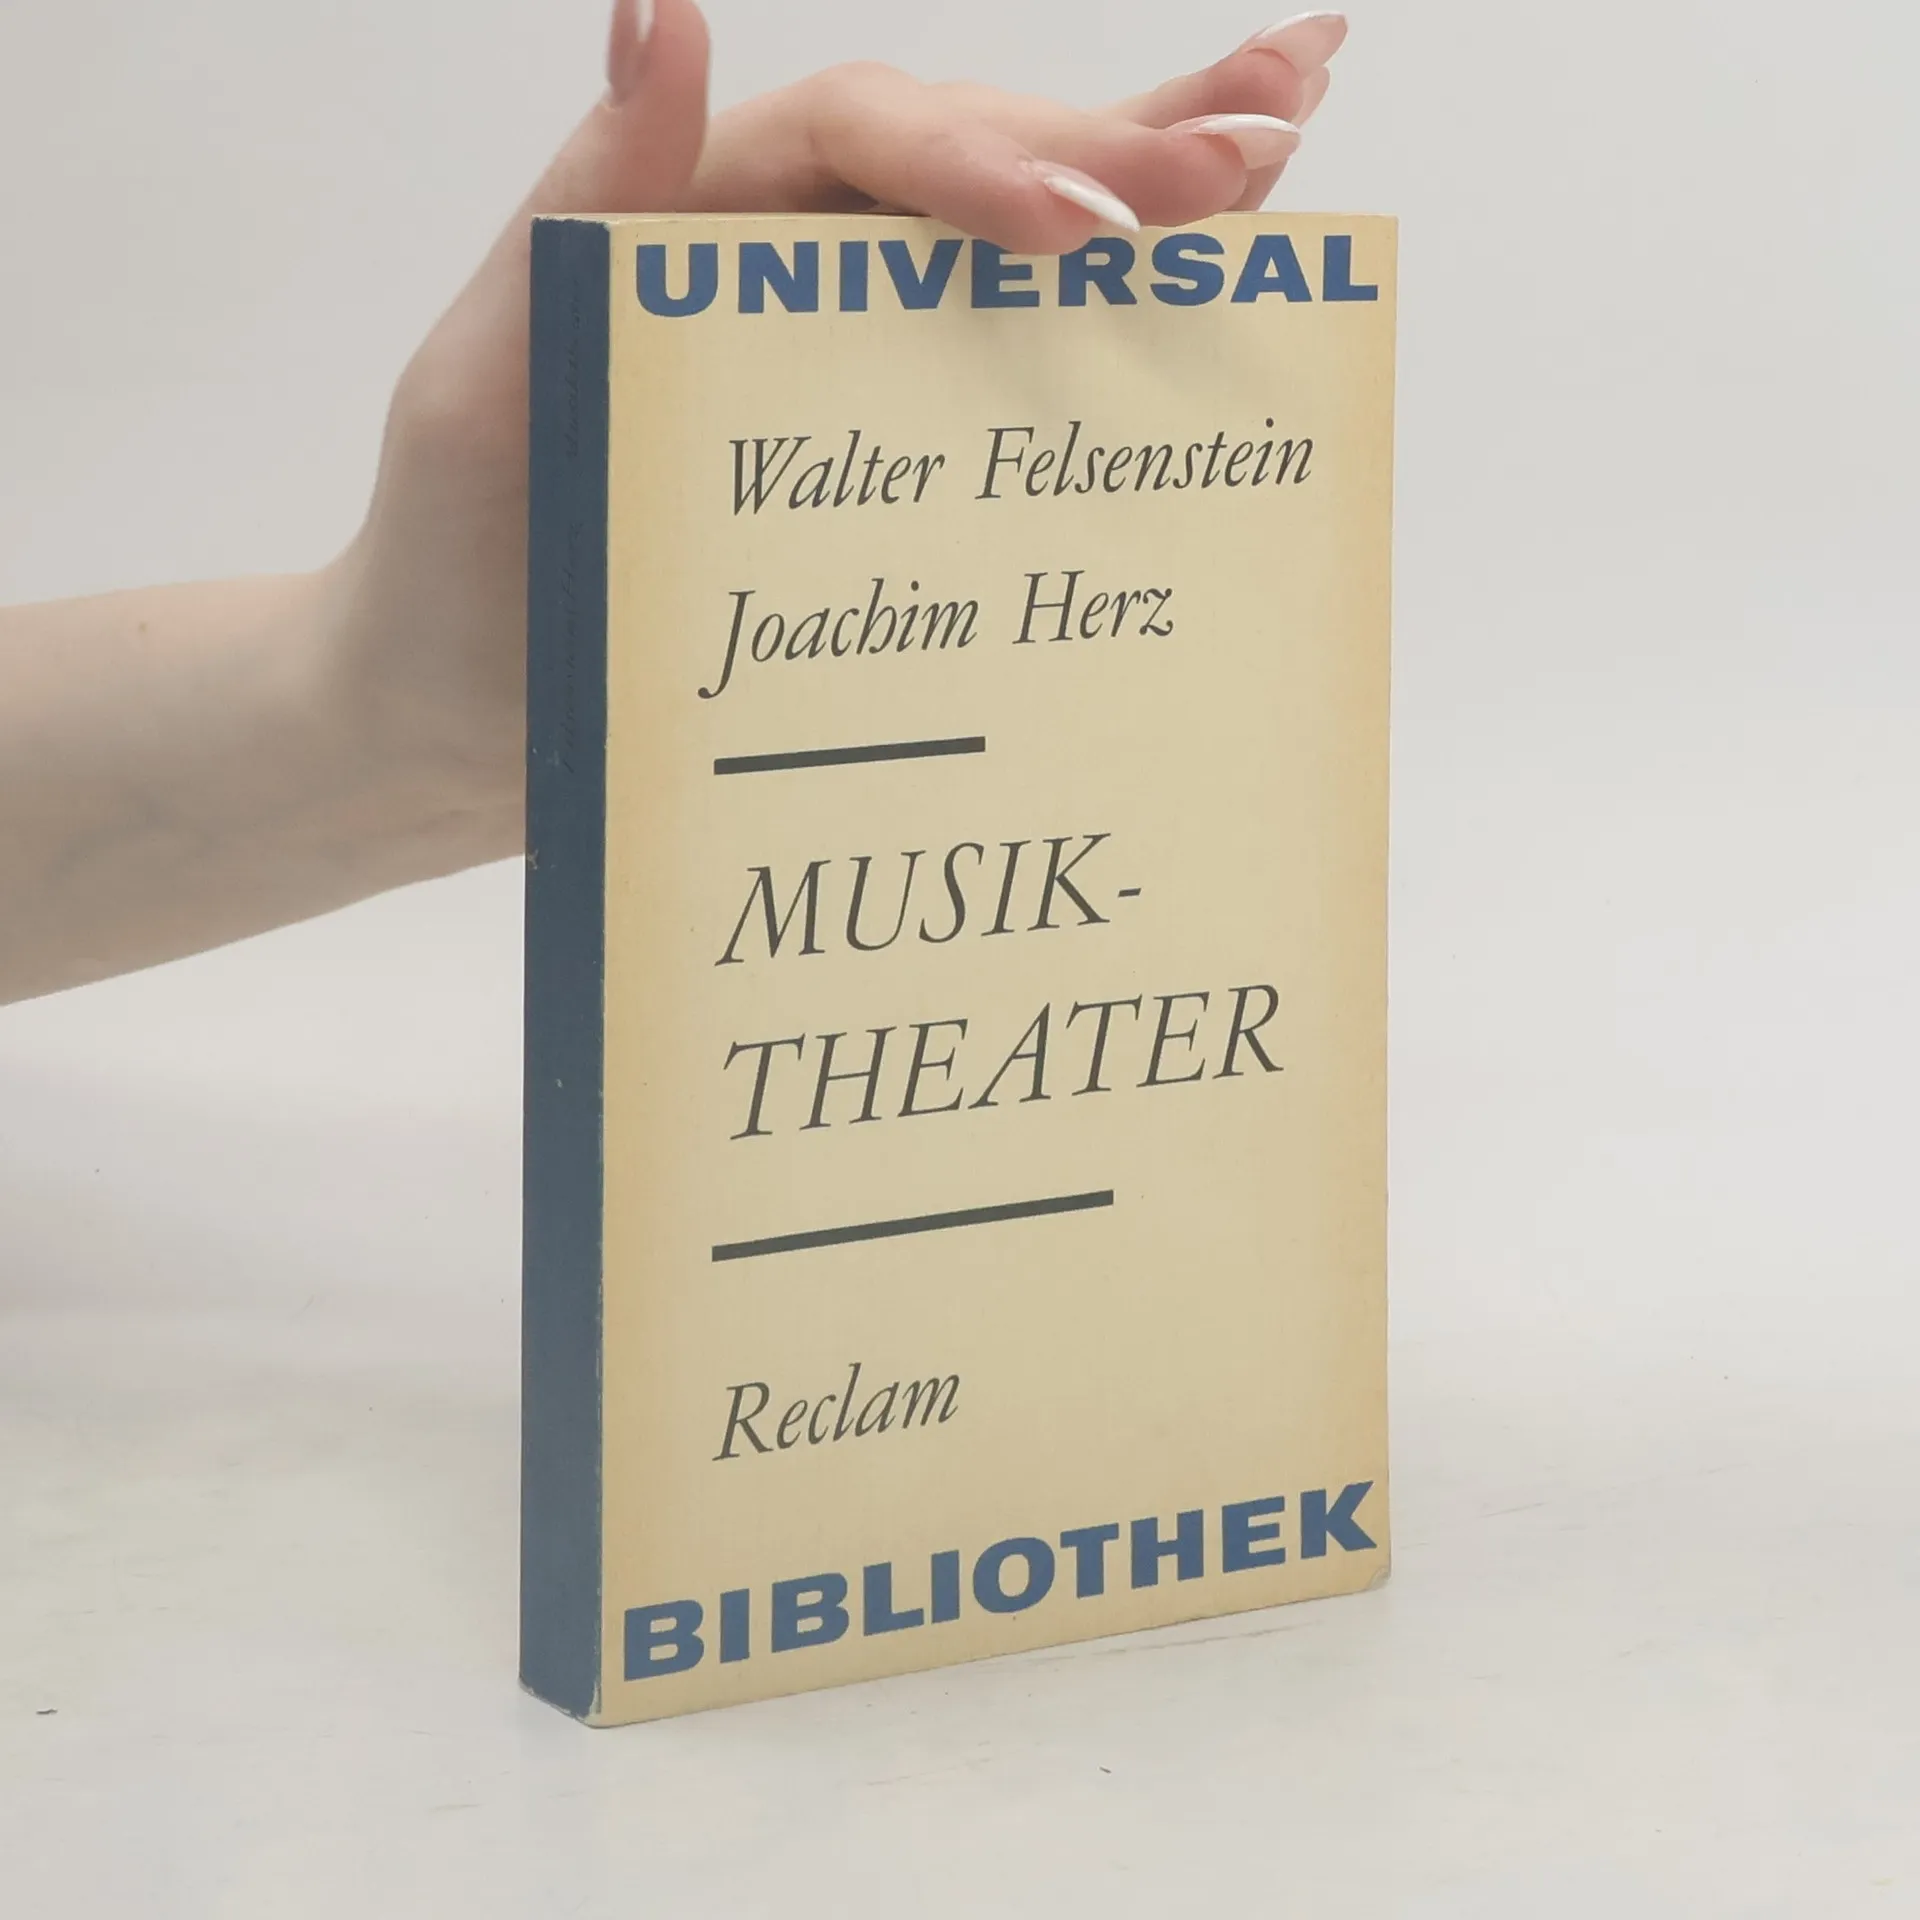 UNIVERSAL
Walter Felsenstein
Joachim Herz
MUSIK-
THEATER
Reclam
BIBLIOTHEK